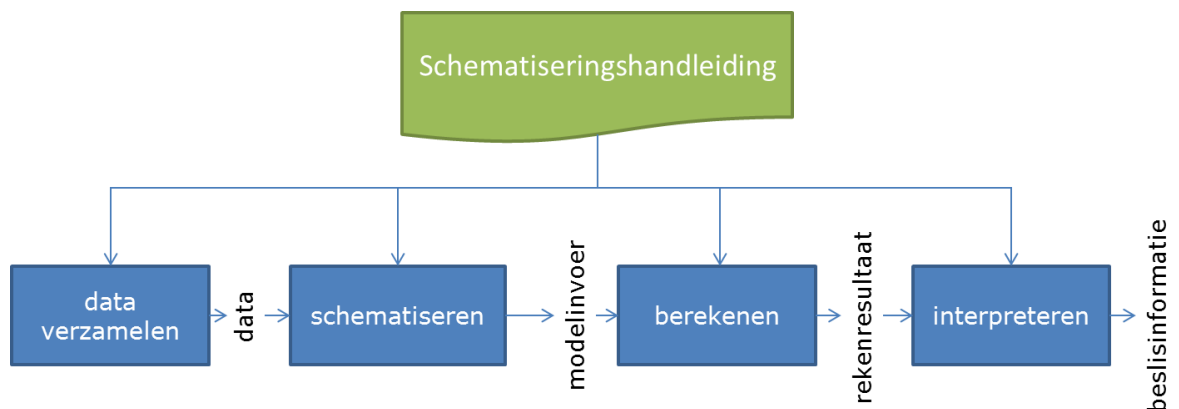 Schematiseringshandleiding
data
verzamelen
data
schematiseren
modelinvoer
berekenen
rekenresultaat
interpreteren
beslisinformatie